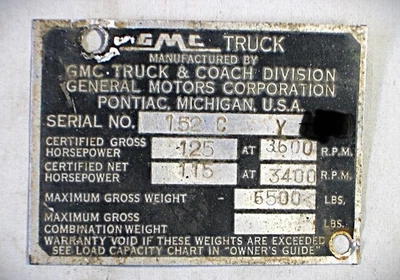 GMC TRUCK
MANUFACTURED BY
GMC·TRUCK & COACH DIVISION
GENERAL MOTORS CORPORATION
PONTIAC, MICHIGAN, U.S.A.
SERIAL NO. 152 C Y
CERTIFIED GROSS HORSEPOWER 125 AT 3600 R.P.M.
CERTIFIED NET HORSEPOWER 115 AT 3400 R.P.M.
MAXIMUM GROSS WEIGHT 6500 LBS.
MAXIMUM GROSS COMBINATION WEIGHT LBS.
WARRANTY VOID IF THESE WEIGHTS ARE EXCEEDED
SEE LOAD CAPACITY CHART IN "OWNER'S GUIDE"